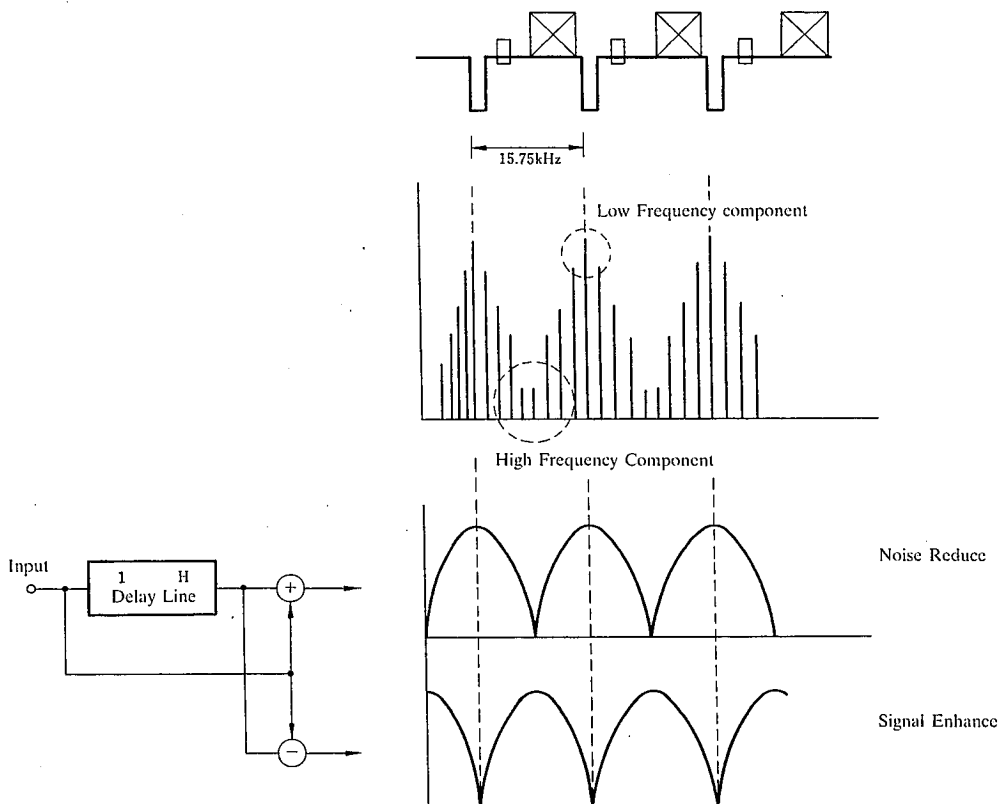 15.75kHz
Low Frequency component
High Frequency Component
Input
1 H
Delay Line
+
−
Noise Reduce
Signal Enhance